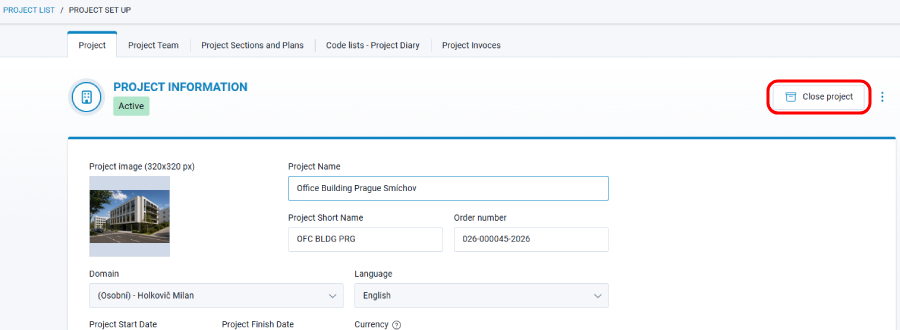 PROJECT LIST / PROJECT SET UP
Project Project Team Project Sections and Plans Code lists - Project Diary Project Invoces
PROJECT INFORMATION
Active
Close project
Project image (320x320 px)
Project Name
Office Building Prague Smíchov
Project Short Name Order number
OFC BLDG PRG 026-000045-2026
Domain Language
(Osobní) - Holkovič Milan English
Project Start Date Project Finish Date Currency ?